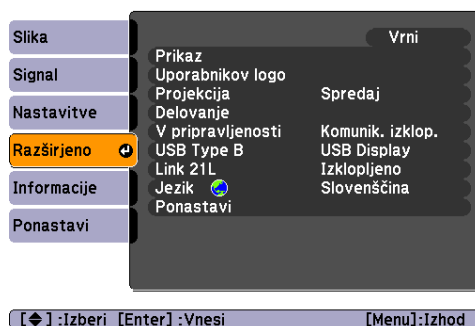 Slika
Signal
Nastavitve
Razširjeno
Informacije
Ponastavi
Vrni
Prikaz
Uporabnikov logo
Projekcija Spredaj
Delovanje
V pripravljenosti Komunik. izklop.
USB Type B USB Display
Link 21L Izklopljeno
Jezik Slovenščina
Ponastavi
[◆] :Izberi [Enter] :Vnesi [Menu]:Izhod